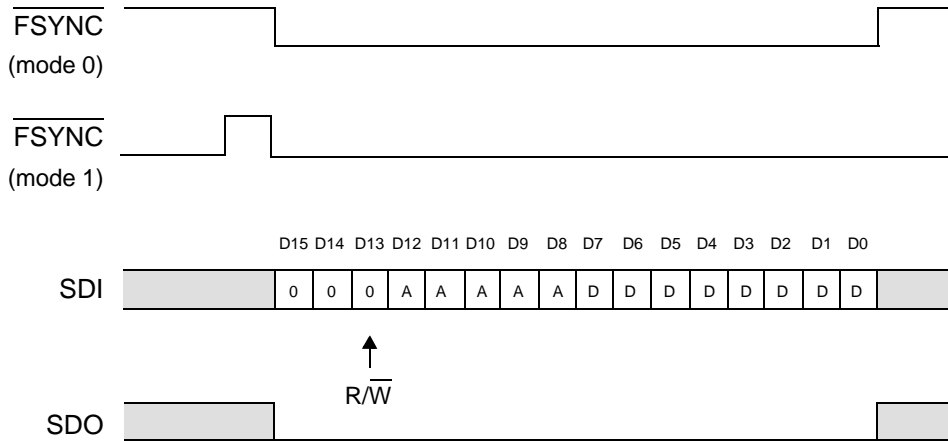 FSYNC
(mode 0)
FSYNC
(mode 1)
D15 D14 D13 D12 D11 D10 D9 D8 D7 D6 D5 D4 D3 D2 D1 D0
SDI 0 0 0 A A A A A D D D D D D D D
R/W
SDO